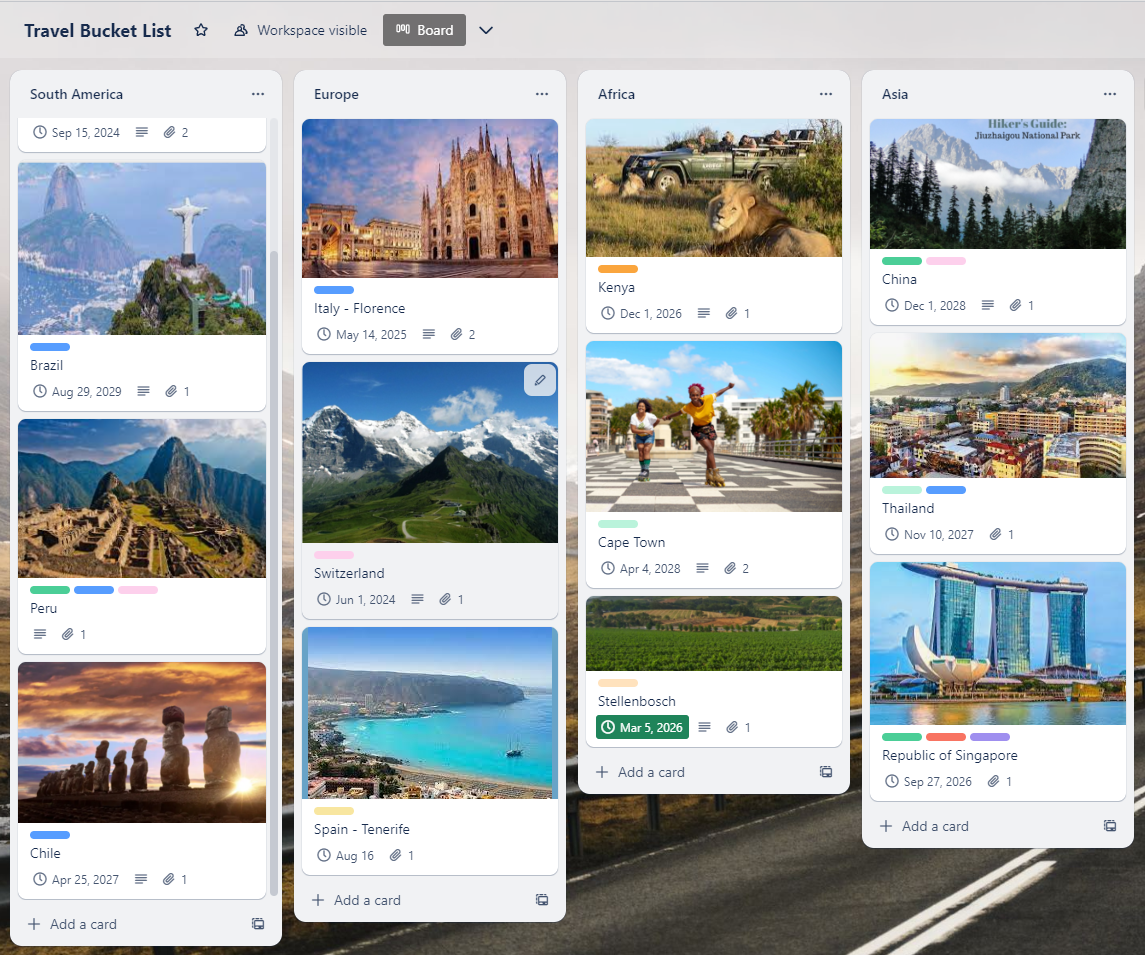 Travel Bucket List
Workspace visible
Board
South America
Sep 15, 2024 2
Brazil
Aug 29, 2029 1
Peru
1
Chile
Apr 25, 2027 1
Add a card
Europe
Italy - Florence
May 14, 2025 2
Switzerland
Jun 1, 2024 1
Spain - Tenerife
Aug 16 1
Add a card
Africa
Kenya
Dec 1, 2026 1
Cape Town
Apr 4, 2028 2
Stellenbosch
Mar 5, 2026 1
Add a card
Asia
Hiker's Guide:
Jiuzhaigou National Park
China
Dec 1, 2028 1
Thailand
Nov 10, 2027 1
Republic of Singapore
Sep 27, 2026 1
Add a card